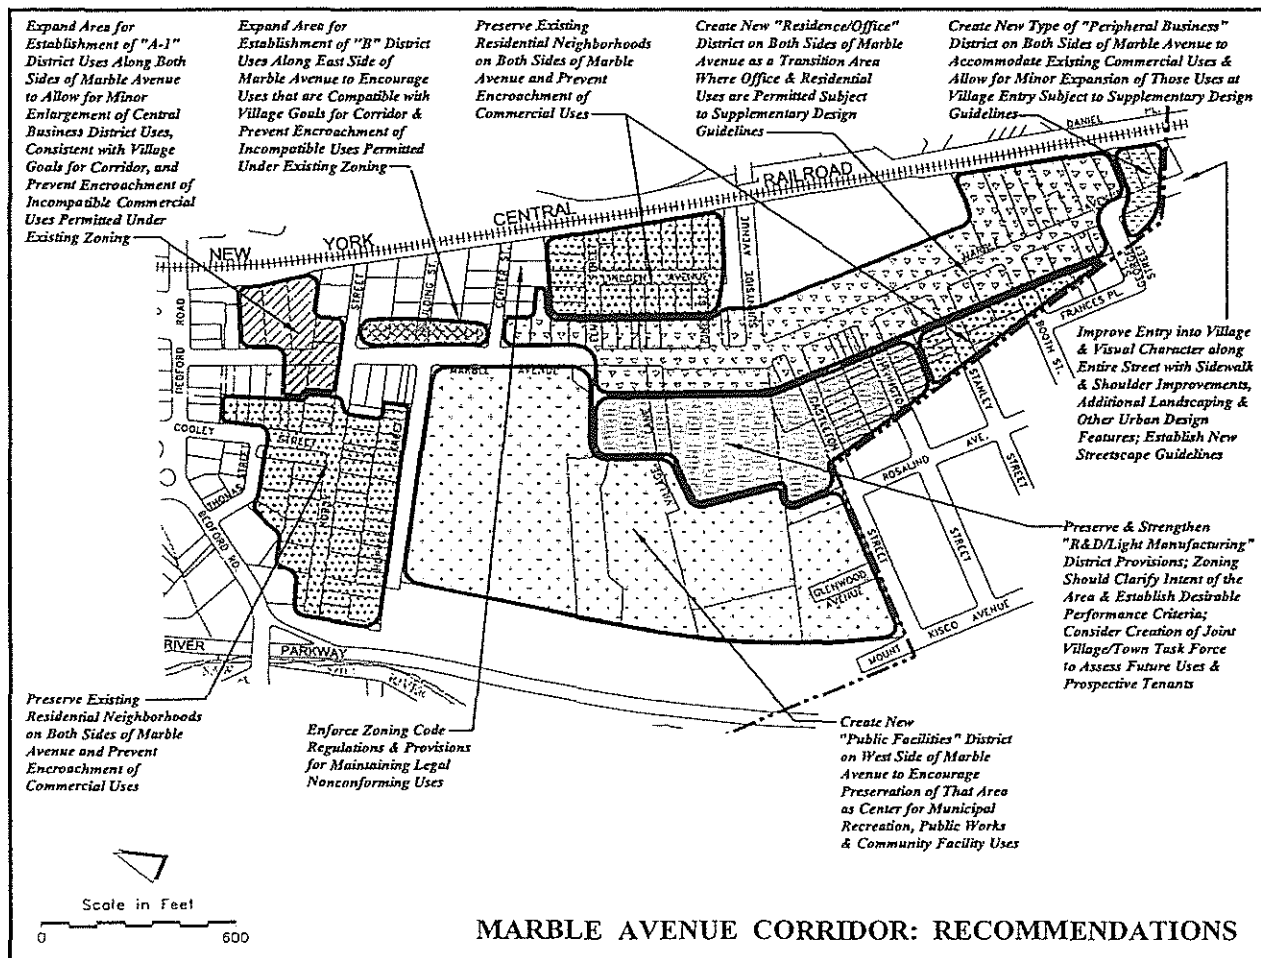 Expand Area for
Establishment of "A-1"
District Uses Along Both
Sides of Marble Avenue
to Allow for Minor
Enlargement of Central
Business District Uses,
Consistent with Village
Goals for Corridor, and
Prevent Encroachment of
Incompatible Commercial
Uses Permitted Under
Existing Zoning
Expand Area for
Establishment of "B" District
Uses Along East Side of
Marble Avenue to Encourage
Uses that are Compatible with
Village Goals for Corridor &
Prevent Encroachment of
Incompatible Uses Permitted
Under Existing Zoning
Preserve Existing
Residential Neighborhoods
on Both Sides of Marble
Avenue and Prevent
Encroachment of
Commercial Uses
Create New "Residence/Office"
District on Both Sides of Marble
Avenue as a Transition Area
Where Office & Residential
Uses are Permitted Subject
to Supplementary Design
Guidelines
Create New Type of "Peripheral Business"
District on Both Sides of Marble Avenue to
Accommodate Existing Commercial Uses &
Allow for Minor Expansion of Those Uses at
Village Entry Subject to Supplementary Design
Guidelines
DANIEL PL.
NEW YORK CENTRAL RAILROAD
BEDFORD ROAD
STREET
CENTER ST.
STREET
AVENUE
SUNNYSIDE AVENUE
MARBLE
MARBLE AVENUE
STREET
FRANCES PL.
BOOTH ST.
STANLEY
STREET
ROSALIND AVE.
COOLEY
STREET
THOMAS STREET
BEDFORD RD.
STREET
VILLAGE LANE
STREET
STREET
GLENWOOD AVENUE
MOUNT KISCO AVENUE
RIVER PARKWAY
RIVER
Improve Entry into Village
& Visual Character along
Entire Street with Sidewalk
& Shoulder Improvements,
Additional Landscaping &
Other Urban Design
Features; Establish New
Streetscape Guidelines
Preserve & Strengthen
"R&D/Light Manufacturing"
District Provisions; Zoning
Should Clarify Intent of the
Area & Establish Desirable
Performance Criteria;
Consider Creation of Joint
Village/Town Task Force
to Assess Future Uses &
Prospective Tenants
Preserve Existing
Residential Neighborhoods
on Both Sides of Marble
Avenue and Prevent
Encroachment of
Commercial Uses
Enforce Zoning Code
Regulations & Provisions
for Maintaining Legal
Nonconforming Uses
Create New
"Public Facilities" District
on West Side of Marble
Avenue to Encourage
Preservation of That Area
as Center for Municipal
Recreation, Public Works
& Community Facility Uses
Scale in Feet
0 600
MARBLE AVENUE CORRIDOR: RECOMMENDATIONS